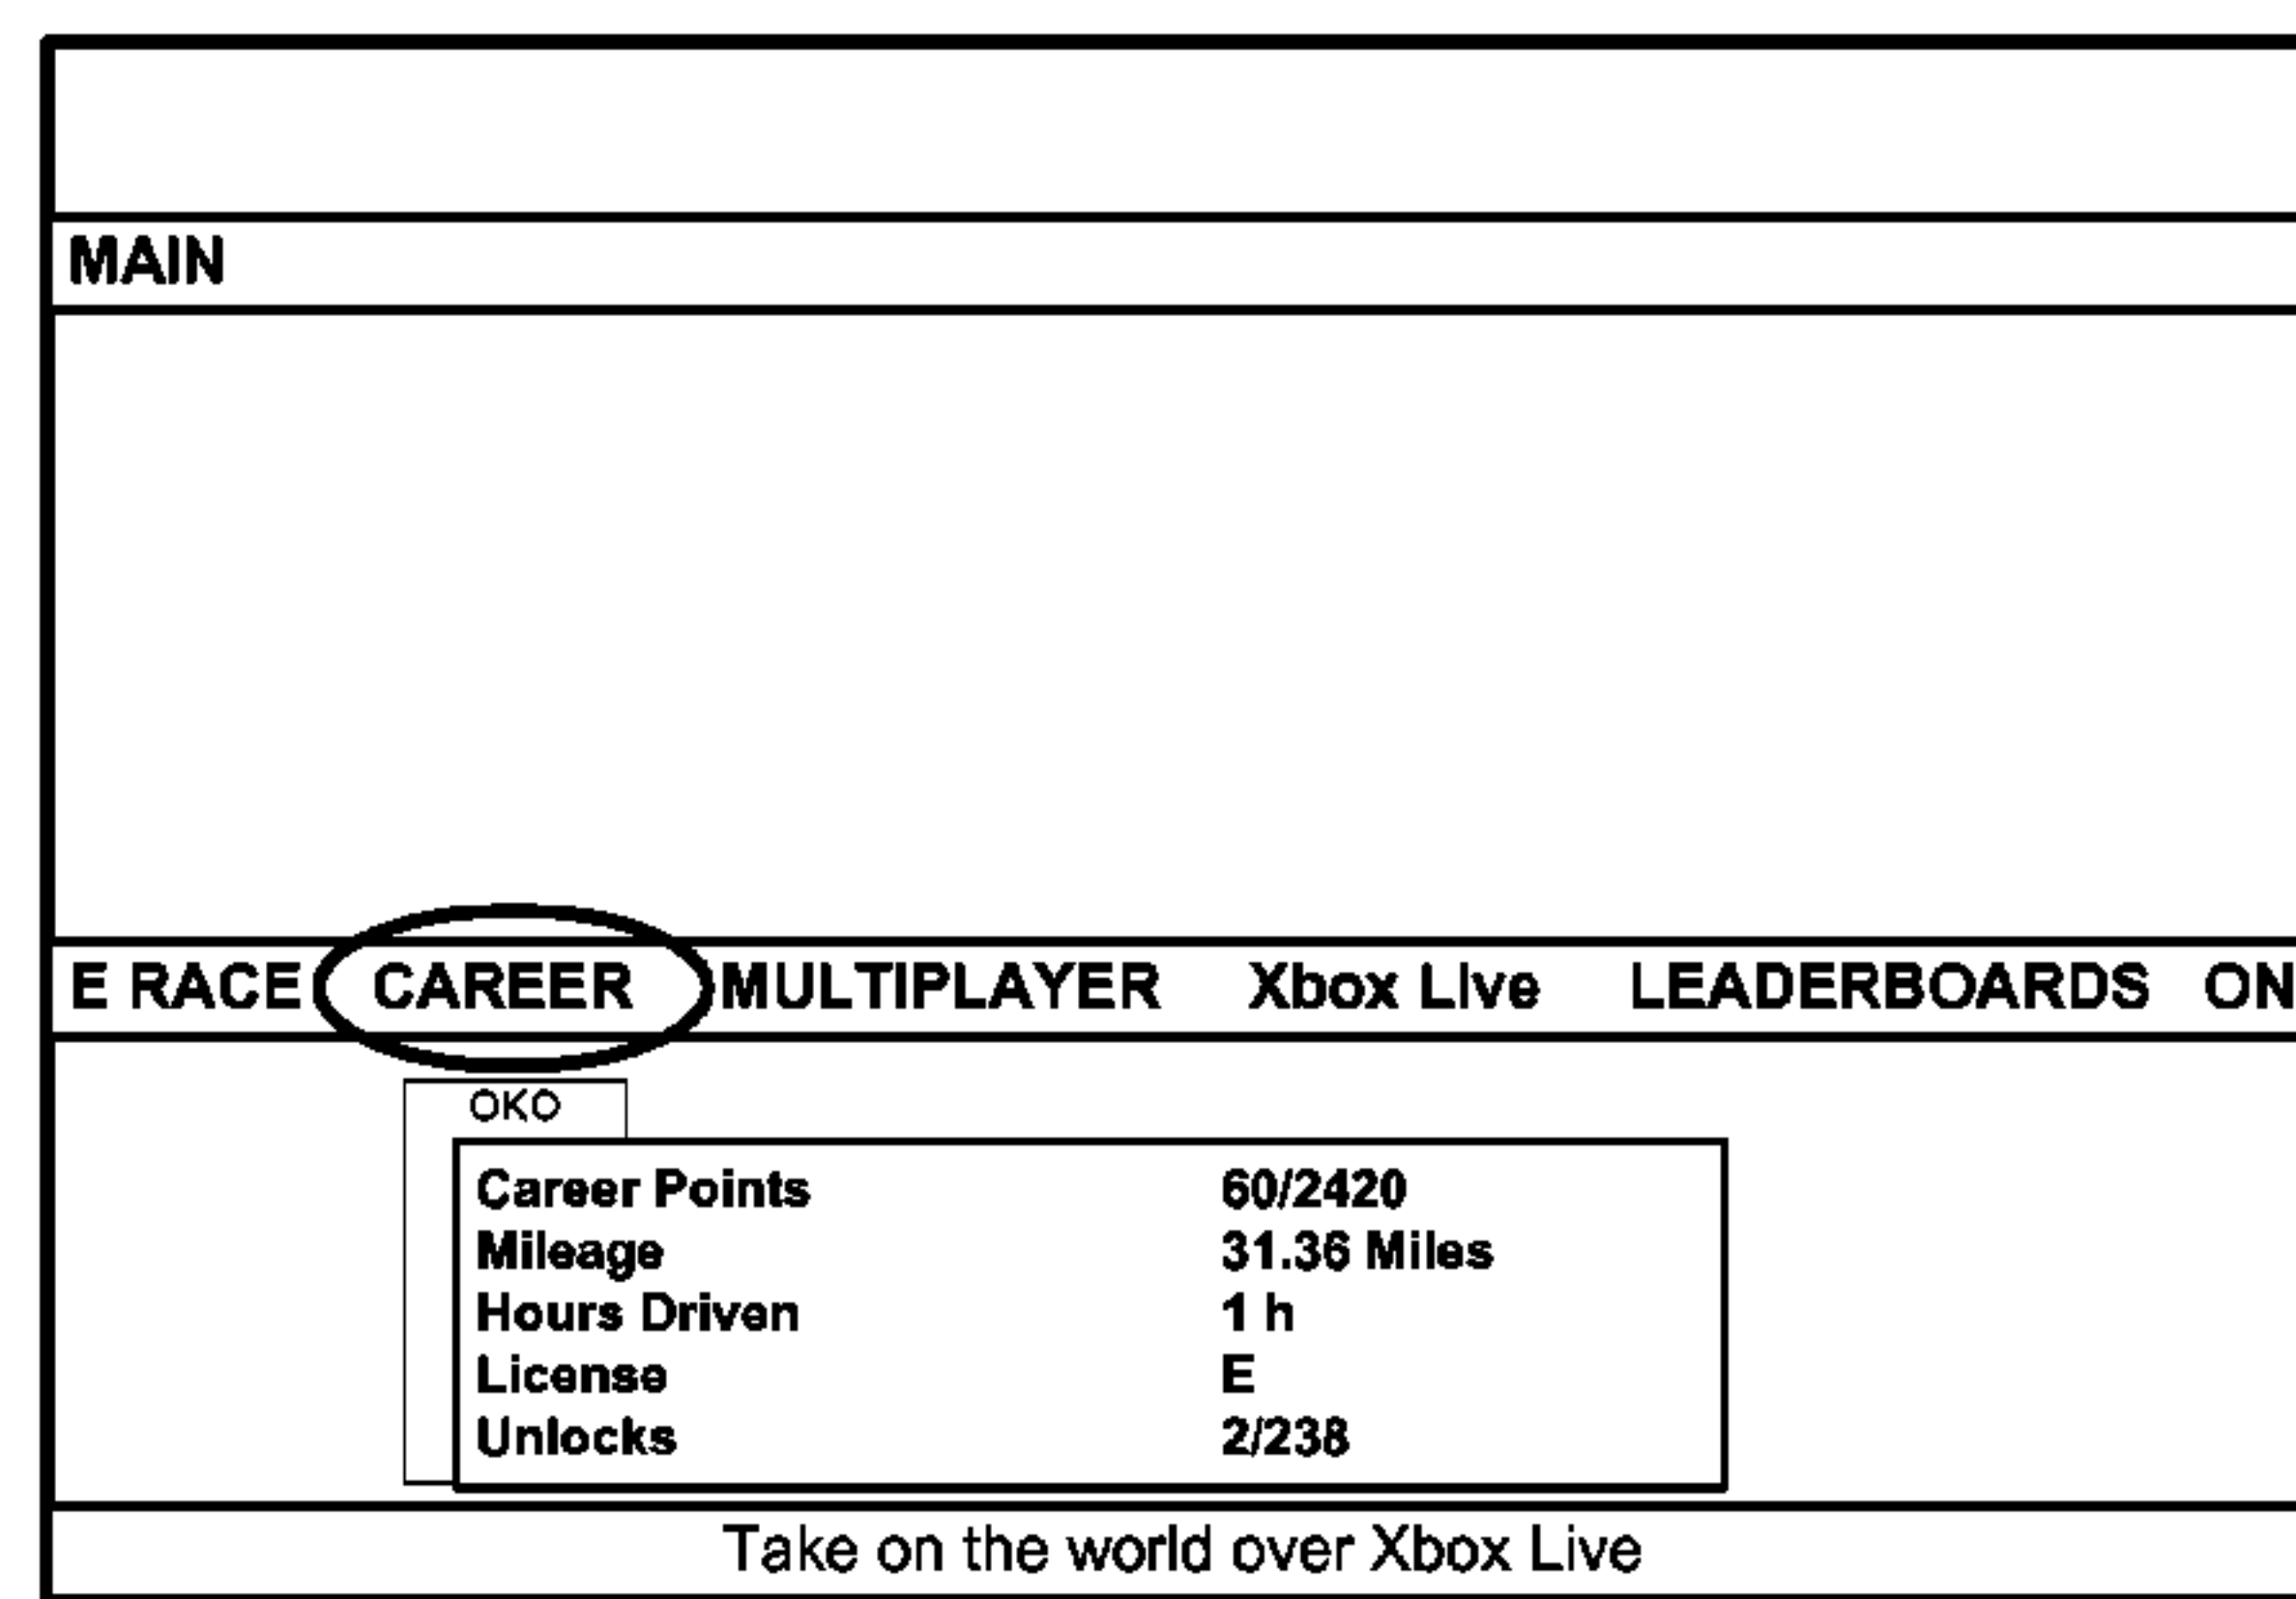 MAIN
E RACE CAREER MULTIPLAYER Xbox Live LEADERBOARDS ON
OKO
Career Points 60/2420
Mileage 31.36 Miles
Hours Driven 1 h
License E
Unlocks 2/238
Take on the world over Xbox Live